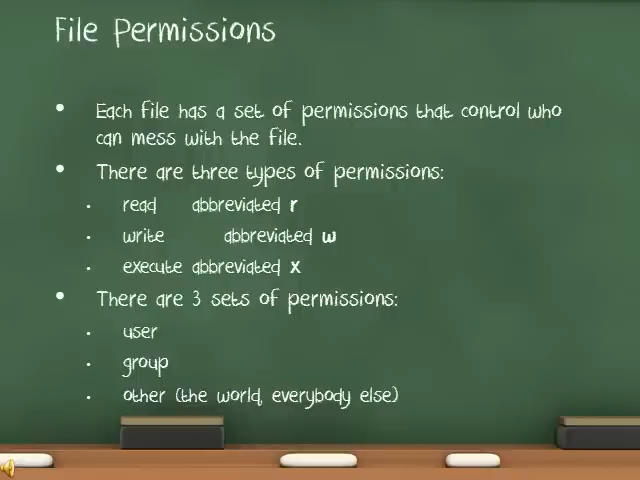 File Permissions
• Each file has a set of permissions that control who
can mess with the file.
• There are three types of permissions:
• read abbreviated r
• write abbreviated w
• execute abbreviated x
• There are 3 sets of permissions:
• user
• group
• other (the world, everybody else)